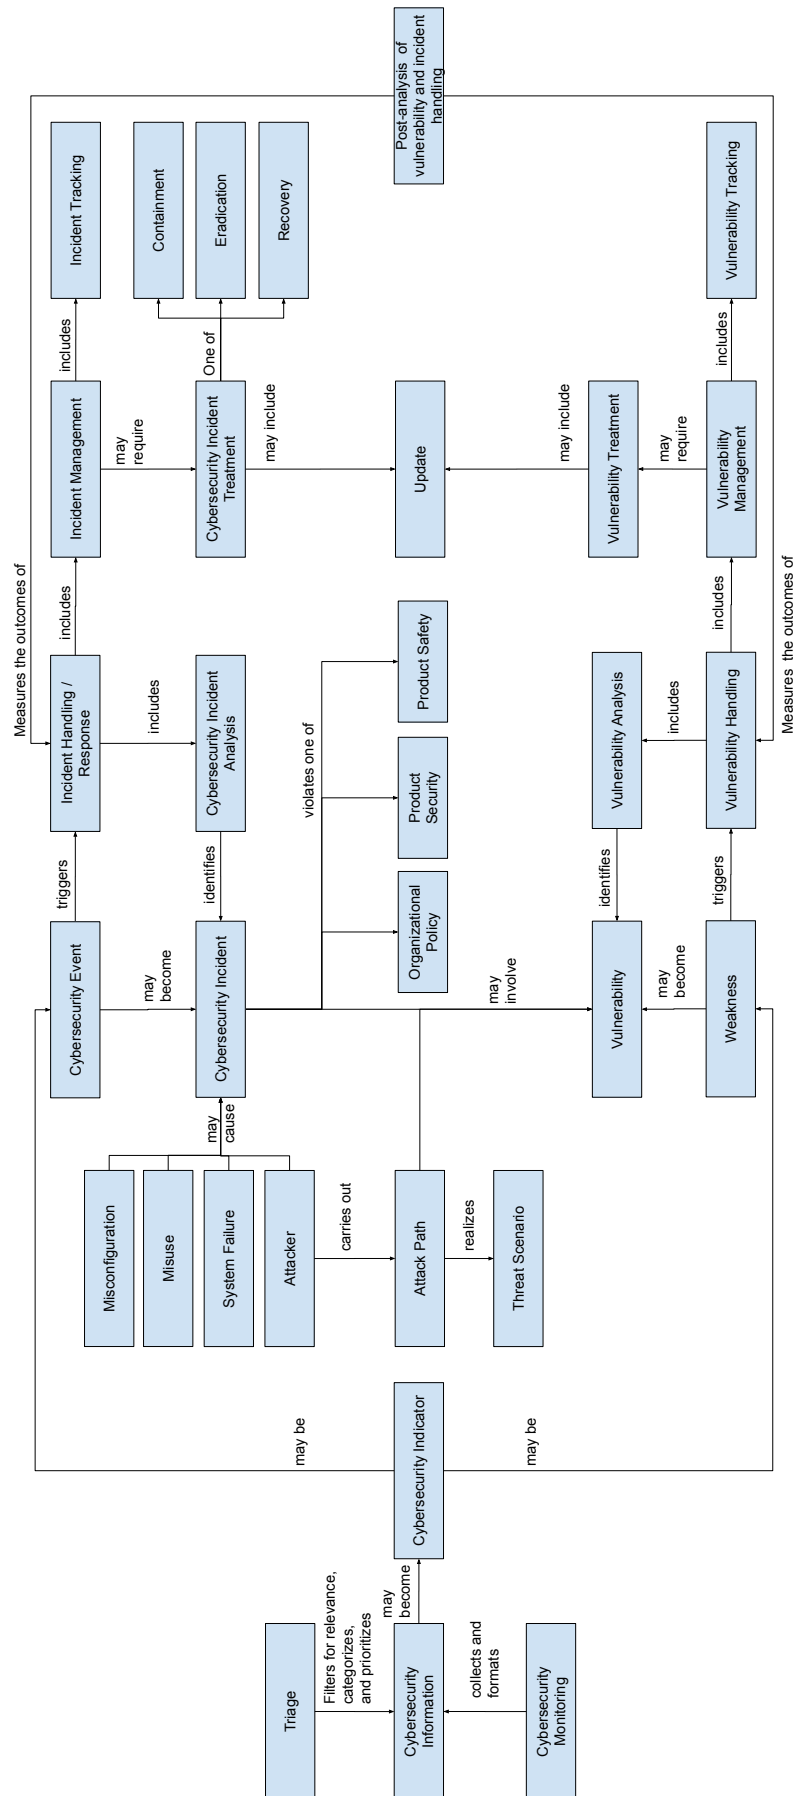 Triage
Filters for relevance,
categorizes,
and prioritizes
Cybersecurity
Information
collects and
formats
Cybersecurity
Monitoring
may
become
Cybersecurity Indicator
may be
may be
Misconfiguration
Misuse
System Failure
Attacker
may
cause
carries out
Attack Path
realizes
Threat Scenario
Cybersecurity Event
may
become
Cybersecurity Incident
may
involve
Vulnerability
may
become
Weakness
triggers
identifies
violates one of
Organizational
Policy
Product
Security
Product Safety
identifies
triggers
Measures the outcomes of
Incident Handling /
Response
includes
Cybersecurity Incident
Analysis
Vulnerability Analysis
includes
Vulnerability Handling
Measures the outcomes of
includes
includes
Incident Management
may
require
Cybersecurity Incident
Treatment
may include
Update
may include
Vulnerability Treatment
may
require
Vulnerability
Management
includes
One of
includes
Incident Tracking
Containment
Eradication
Recovery
Post-analysis of
vulnerability and incident
handling
Vulnerability Tracking